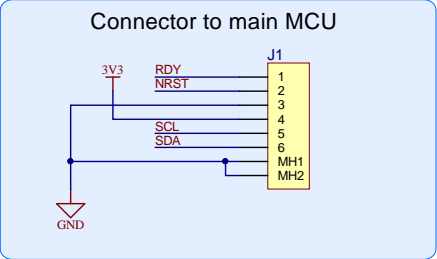 Connector to main MCU
J1
3V3
RDY
1
NRST
2
3
4
SCL
5
SDA
6
MH1
MH2
GND